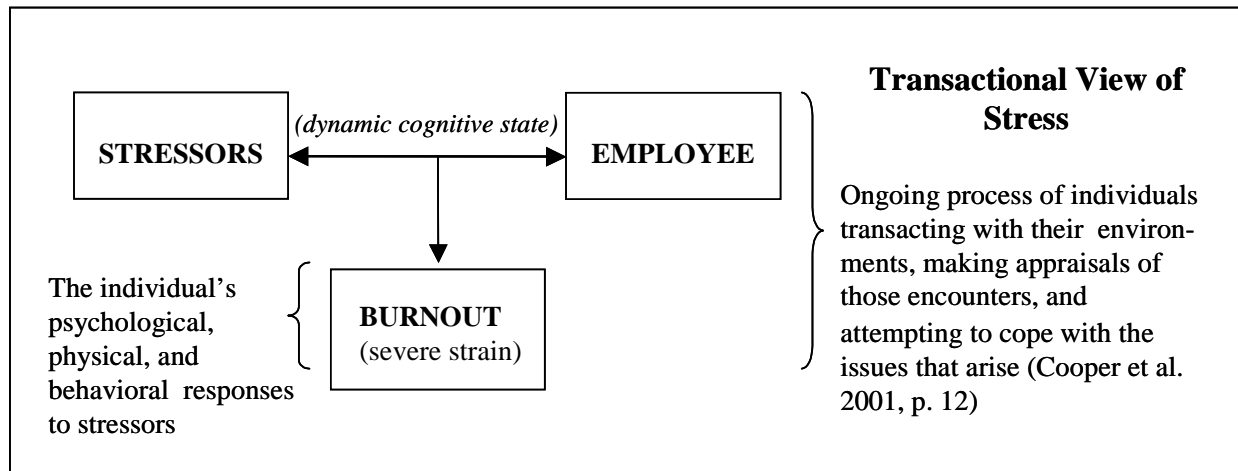 Transactional View of
Stress
(dynamic cognitive state)
STRESSORS
EMPLOYEE
Ongoing process of individuals
transacting with their environ-
ments, making appraisals of
those encounters, and
attempting to cope with the
issues that arise (Cooper et al.
2001, p. 12)
The individual’s
psychological,
physical, and
behavioral responses
to stressors
BURNOUT
(severe strain)